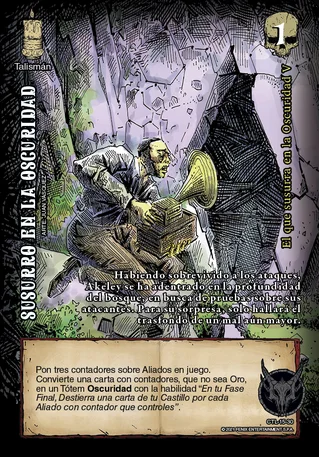 1
Talismán
SUSURRO EN LA OSCURIDAD
El que susurra en la Oscuridad V
Habiendo sobrevivido a los ataques,
Akeley se ha adentrado en la profundidad
del bosque, en busca de pruebas sobre sus
atacantes. Para su sorpresa, solo hallará el
trasfondo de un mal aún mayor.
Pon tres contadores sobre Aliados en juego.
Convierte una carta con contadores, que no sea Oro,
en un Tótem Oscuridad con la habilidad "En tu Fase
Final, Destierra una carta de tu Castillo por cada
Aliado con contador que controles".
© 2021 FENIX ENTERTAINMENT S.P.A